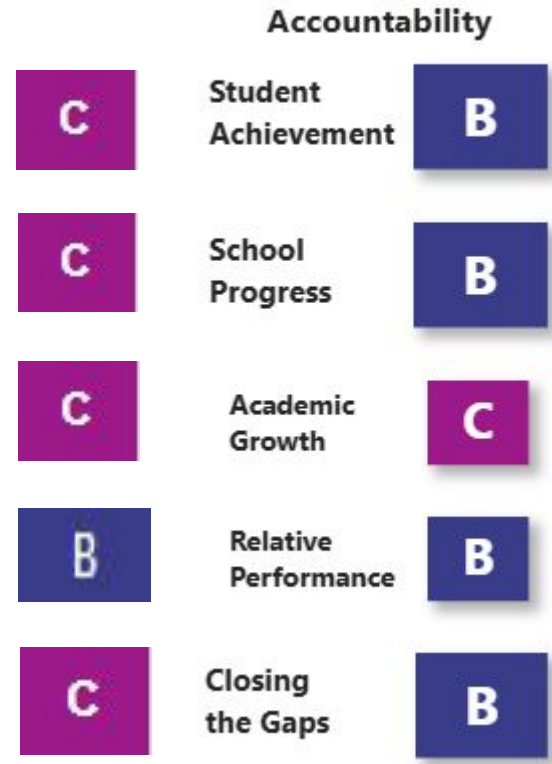 Accountability
C Student Achievement B
C School Progress B
C Academic Growth C
B Relative Performance B
C Closing the Gaps B